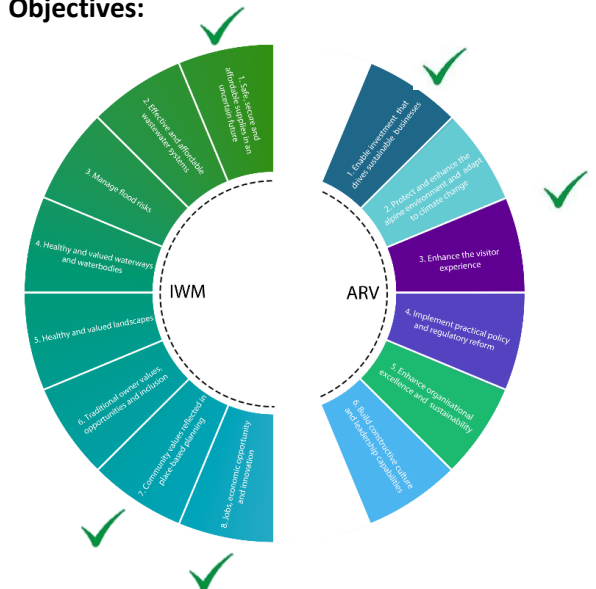 Objectives:
1. Safe, secure and
affordable supplies in an
uncertain future
2. Effective and affordable
wastewater systems
3. Manage flood risks
4. Healthy and valued waterways
and waterbodies
5. Healthy and valued landscapes
6. Traditional owner values,
opportunities and inclusion
7. Community values reflected in
place-based planning
8. Jobs, economic opportunity
and innovation
IWM
ARV
1. Enable investment that
drives sustainable businesses
2. Protect and enhance the
alpine environment and adapt
to climate change
3. Enhance the visitor
experience
4. Implement practical policy
and regulatory reform
5. Enhance organisational
excellence and sustainability
6. Build constructive culture
and leadership capabilities